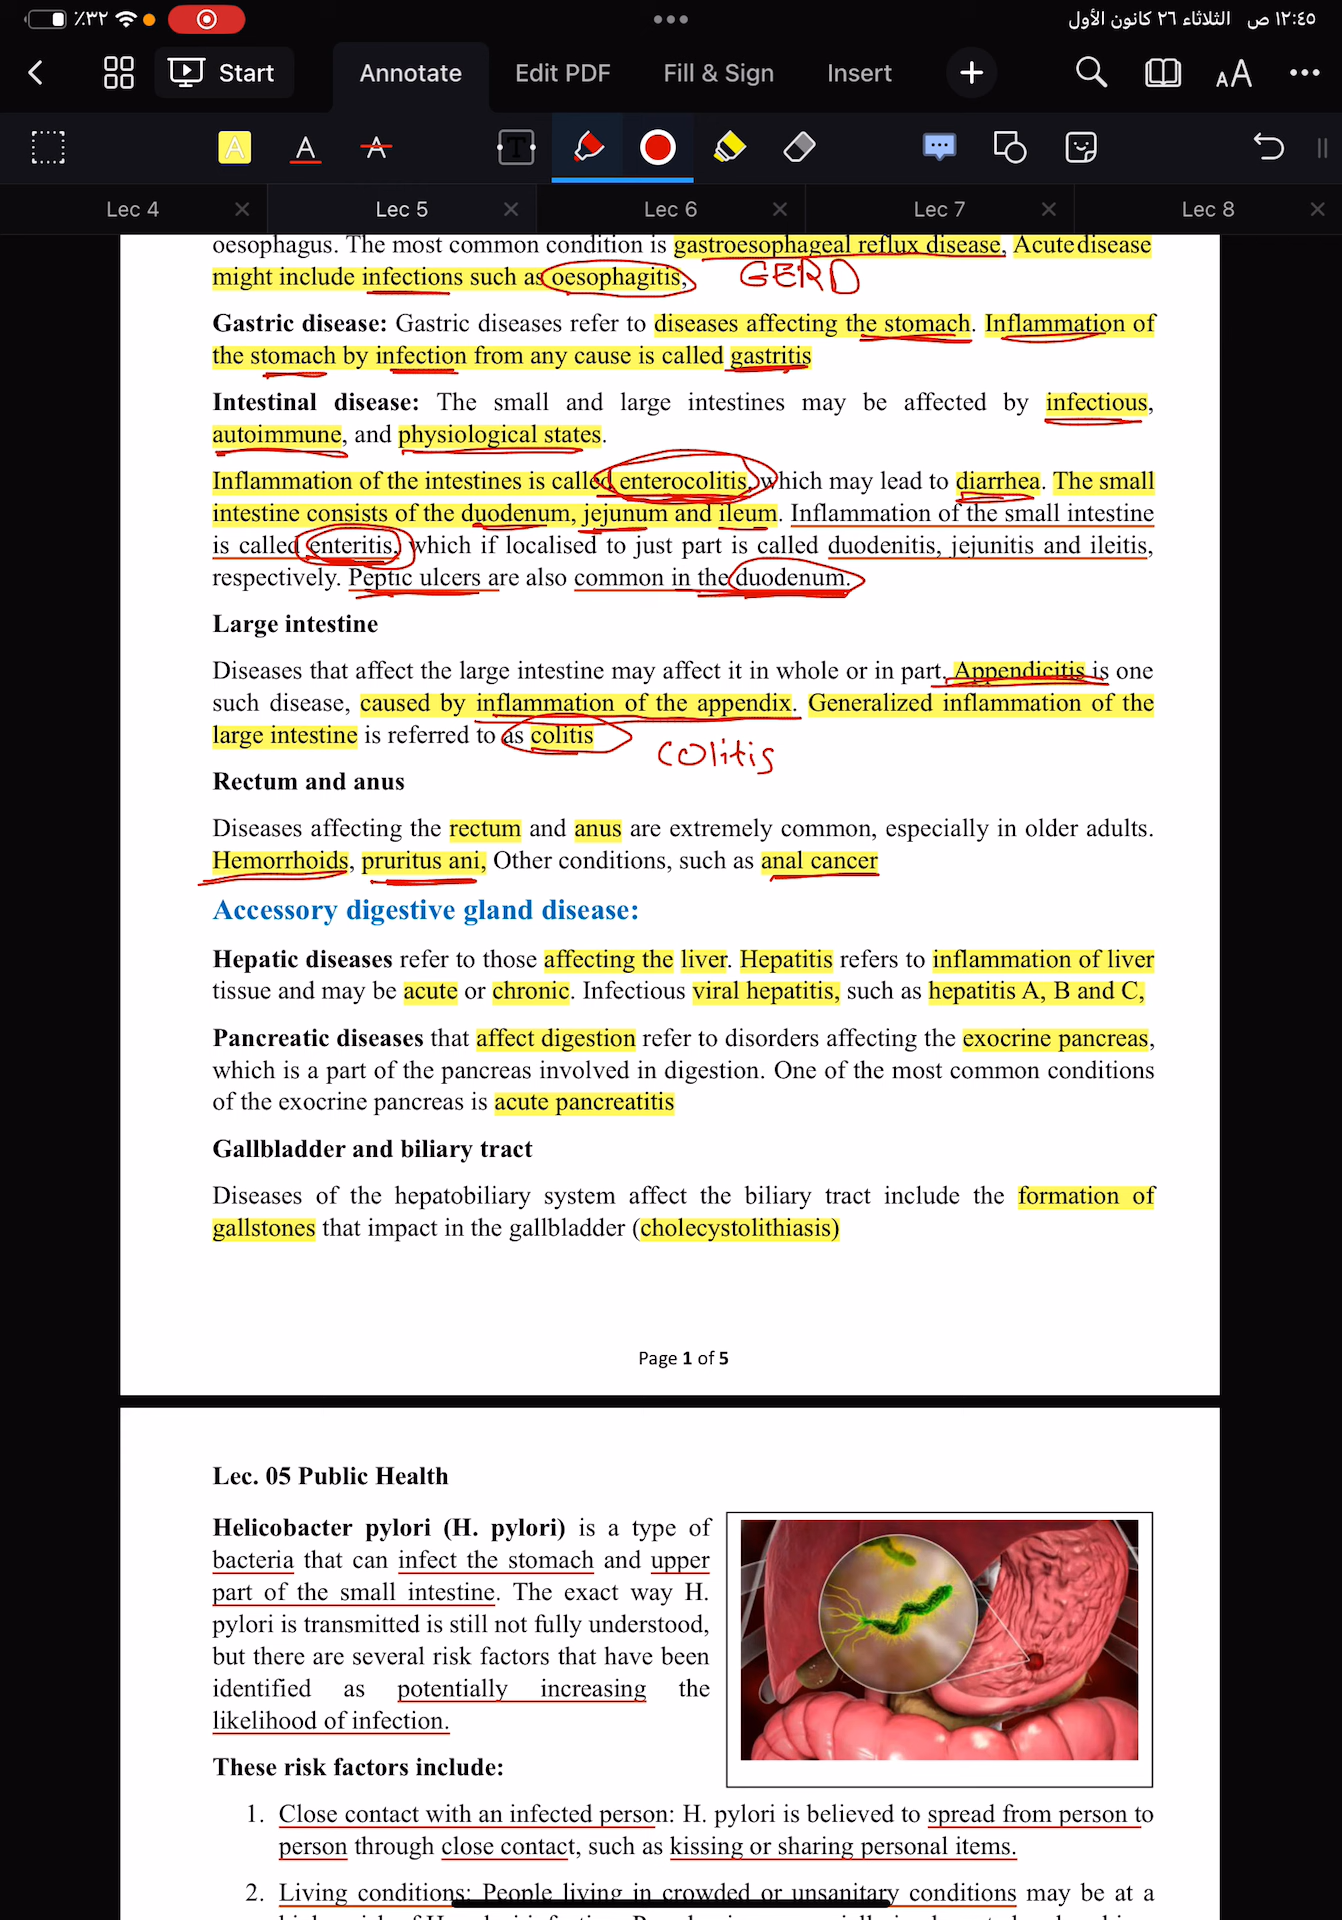 ٪٣٢
١٢:٤٥ ص الثلاثاء ٢٦ كانون الأول
Start
Annotate
Edit PDF
Fill & Sign
Insert
AA
A A A T
Lec 4
Lec 5
Lec 6
Lec 7
Lec 8
oesophagus. The most common condition is gastroesophageal reflux disease, Acute disease
might include infections such as oesophagitis,
GERD
Gastric disease: Gastric diseases refer to diseases affecting the stomach. Inflammation of
the stomach by infection from any cause is called gastritis
Intestinal disease: The small and large intestines may be affected by infectious,
autoimmune, and physiological states.
Inflammation of the intestines is called enterocolitis, which may lead to diarrhea. The small
intestine consists of the duodenum, jejunum and ileum. Inflammation of the small intestine
is called enteritis, which if localised to just part is called duodenitis, jejunitis and ileitis,
respectively. Peptic ulcers are also common in the duodenum.
Large intestine
Diseases that affect the large intestine may affect it in whole or in part. Appendicitis is one
such disease, caused by inflammation of the appendix. Generalized inflammation of the
large intestine is referred to as colitis
colitis
Rectum and anus
Diseases affecting the rectum and anus are extremely common, especially in older adults.
Hemorrhoids, pruritus ani, Other conditions, such as anal cancer
Accessory digestive gland disease:
Hepatic diseases refer to those affecting the liver. Hepatitis refers to inflammation of liver
tissue and may be acute or chronic. Infectious viral hepatitis, such as hepatitis A, B and C,
Pancreatic diseases that affect digestion refer to disorders affecting the exocrine pancreas,
which is a part of the pancreas involved in digestion. One of the most common conditions
of the exocrine pancreas is acute pancreatitis
Gallbladder and biliary tract
Diseases of the hepatobiliary system affect the biliary tract include the formation of
gallstones that impact in the gallbladder (cholecystolithiasis)
Page 1 of 5
Lec. 05 Public Health
Helicobacter pylori (H. pylori) is a type of
bacteria that can infect the stomach and upper
part of the small intestine. The exact way H.
pylori is transmitted is still not fully understood,
but there are several risk factors that have been
identified as potentially increasing the
likelihood of infection.
These risk factors include:
1. Close contact with an infected person: H. pylori is believed to spread from person to
person through close contact, such as kissing or sharing personal items.
2. Living conditions: People living in crowded or unsanitary conditions may be at a